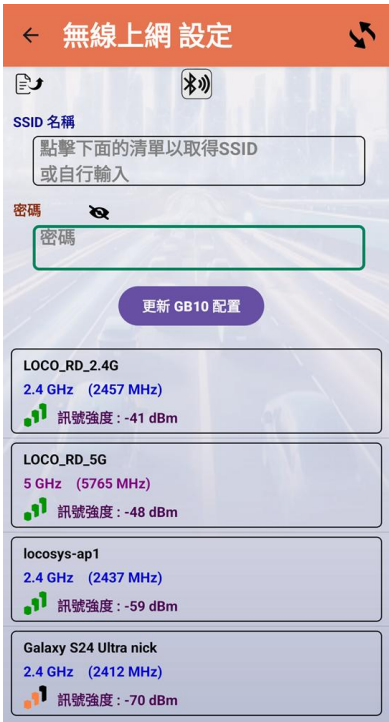 無線上網 設定
SSID 名稱
點擊下面的清單以取得SSID
或自行輸入
密碼
密碼
更新 GB10 配置
LOCO_RD_2.4G
2.4 GHz (2457 MHz)
訊號強度 : -41 dBm
LOCO_RD_5G
5 GHz (5765 MHz)
訊號強度 : -48 dBm
locosys-ap1
2.4 GHz (2437 MHz)
訊號強度 : -59 dBm
Galaxy S24 Ultra nick
2.4 GHz (2412 MHz)
訊號強度 : -70 dBm